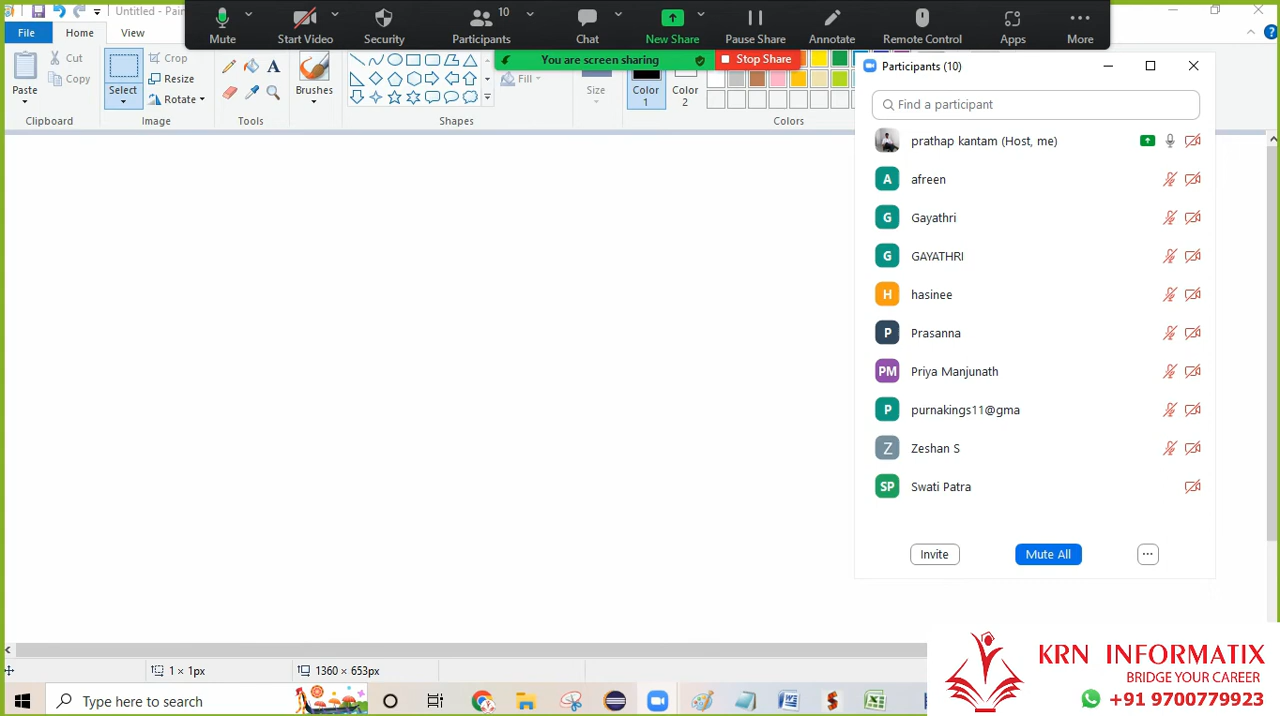 Untitled - Pai
Mute
Start Video
Security
10
Participants
Chat
New Share
Pause Share
Annotate
Remote Control
Apps
More
You are screen sharing
Stop Share
File
Home
View
Paste
Cut
Copy
Clipboard
Select
Crop
Resize
Rotate
Image
A
Tools
Brushes
Shapes
Fill
Size
Color
1
Color
2
Colors
Participants (10)
Find a participant
prathap kantam (Host, me)
A afreen
G Gayathri
G GAYATHRI
H hasinee
P Prasanna
PM Priya Manjunath
P purnakings11@gma
Z Zeshan S
SP Swati Patra
Invite
Mute All
1 × 1px
1360 × 653px
Type here to search
KRN INFORMATIX
BRIDGE YOUR CAREER
+91 9700779923